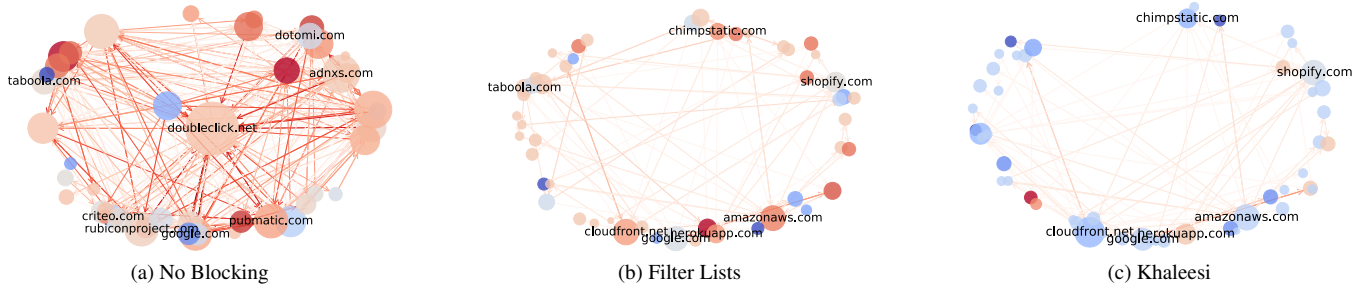 dotomi.com
adnxs.com
taboola.com
doubleclick.net
criteo.com
rubiconproject.com
google.com
pubmatic.com
(a) No Blocking
chimpstatic.com
taboola.com
shopify.com
cloudfront.net
google.com
herokuapp.com
amazonaws.com
(b) Filter Lists
chimpstatic.com
shopify.com
cloudfront.net
google.com
herokuapp.com
amazonaws.com
(c) Khaleesi